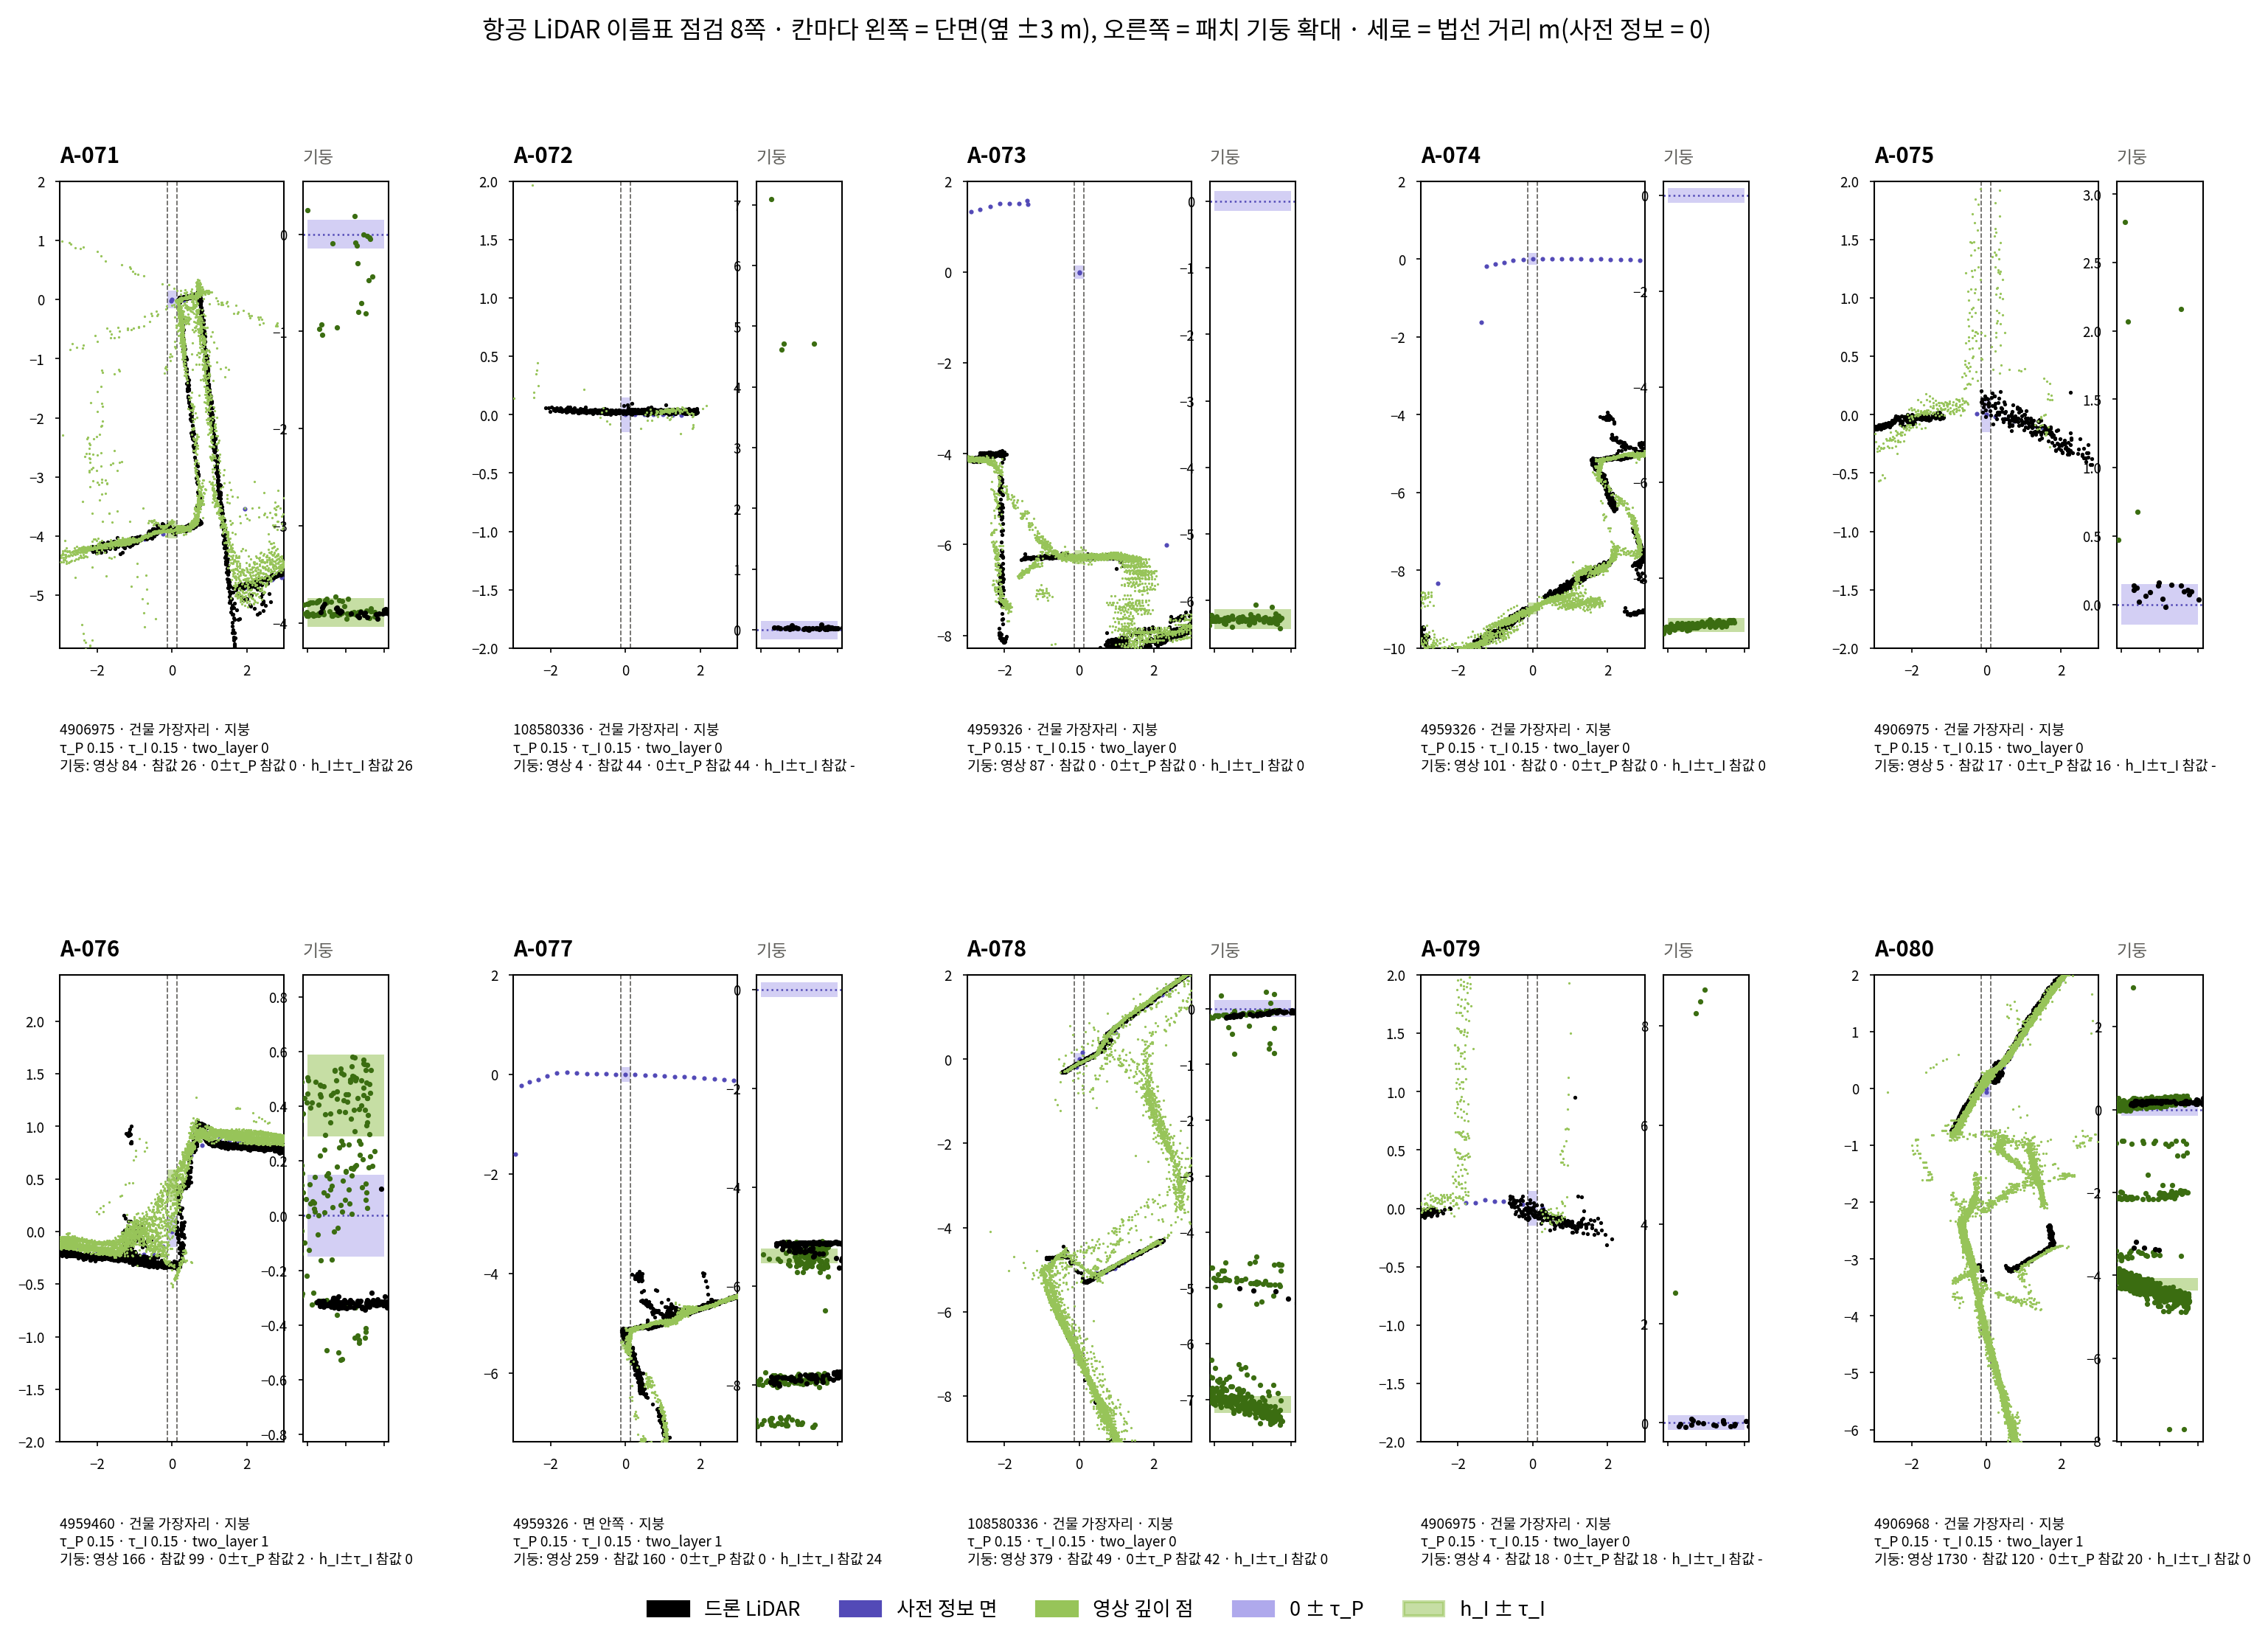 항공 LiDAR 이름표 점검 8쪽 · 칸마다 왼쪽 = 단면(옆 ±3 m), 오른쪽 = 패치 기둥 확대 · 세로 = 법선 거리 m(사전 정보 = 0)
A-071 기둥
A-072 기둥
A-073 기둥
A-074 기둥
A-075 기둥
4906975 · 건물 가장자리 · 지붕
τ_P 0.15 · τ_I 0.15 · two_layer 0
기둥: 영상 84 · 참값 26 · 0±τ_P 참값 0 · h_I±τ_I 참값 26
108580336 · 건물 가장자리 · 지붕
τ_P 0.15 · τ_I 0.15 · two_layer 0
기둥: 영상 4 · 참값 44 · 0±τ_P 참값 44 · h_I±τ_I 참값 -
4959326 · 건물 가장자리 · 지붕
τ_P 0.15 · τ_I 0.15 · two_layer 0
기둥: 영상 87 · 참값 0 · 0±τ_P 참값 0 · h_I±τ_I 참값 0
4959326 · 건물 가장자리 · 지붕
τ_P 0.15 · τ_I 0.15 · two_layer 0
기둥: 영상 101 · 참값 0 · 0±τ_P 참값 0 · h_I±τ_I 참값 0
4906975 · 건물 가장자리 · 지붕
τ_P 0.15 · τ_I 0.15 · two_layer 0
기둥: 영상 5 · 참값 17 · 0±τ_P 참값 16 · h_I±τ_I 참값 -
A-076 기둥
A-077 기둥
A-078 기둥
A-079 기둥
A-080 기둥
4959460 · 건물 가장자리 · 지붕
τ_P 0.15 · τ_I 0.15 · two_layer 1
기둥: 영상 166 · 참값 99 · 0±τ_P 참값 2 · h_I±τ_I 참값 0
4959326 · 면 안쪽 · 지붕
τ_P 0.15 · τ_I 0.15 · two_layer 1
기둥: 영상 259 · 참값 160 · 0±τ_P 참값 0 · h_I±τ_I 참값 24
108580336 · 건물 가장자리 · 지붕
τ_P 0.15 · τ_I 0.15 · two_layer 0
기둥: 영상 379 · 참값 49 · 0±τ_P 참값 42 · h_I±τ_I 참값 0
4906975 · 건물 가장자리 · 지붕
τ_P 0.15 · τ_I 0.15 · two_layer 0
기둥: 영상 4 · 참값 18 · 0±τ_P 참값 18 · h_I±τ_I 참값 -
4906968 · 건물 가장자리 · 지붕
τ_P 0.15 · τ_I 0.15 · two_layer 1
기둥: 영상 1730 · 참값 120 · 0±τ_P 참값 20 · h_I±τ_I 참값 0
드론 LiDAR
사전 정보 면
영상 깊이 점
0 ± τ_P
h_I ± τ_I